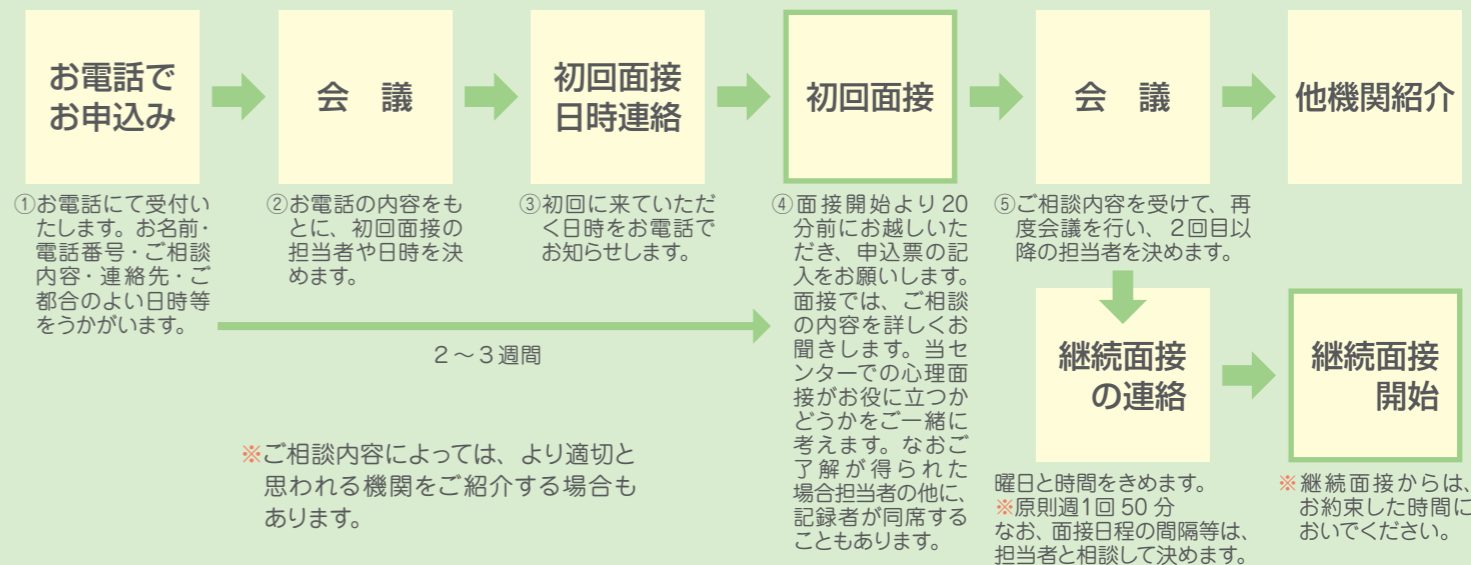 お電話で
お申込み
会　議
初回面接
日時連絡
初回面接
会　議
他機関紹介
①お電話にて受付い
たします。お名前・
電話番号・ご相談
内容・連絡先・ご
都合のよい日時等
をうかがいます。
②お電話の内容をも
とに、初回面接の
担当者や日時を決
めます。
③初回に来ていただ
く日時をお電話で
お知らせします。
④面接開始より20
分前にお越しいた
だき、申込票の記
入をお願いします。
面接では、ご相談
の内容を詳しくお
聞きします。当セ
ンターでの心理面
接がお役に立つか
どうかをご一緒に
考えます。なおご
了解が得られた
場合担当者の他に、
記録者が同席する
こともあります。
⑤ご相談内容を受けて、再
度会議を行い、2回目以
降の担当者を決めます。
2～3週間
※ご相談内容によっては、より適切と
思われる機関をご紹介する場合も
あります。
継続面接
の連絡
継続面接
開始
曜日と時間をきめます。
※原則週1回 50 分
なお、面接日程の間隔等は、
担当者と相談して決めます。
※継続面接からは、
お約束した時間に
おいでください。